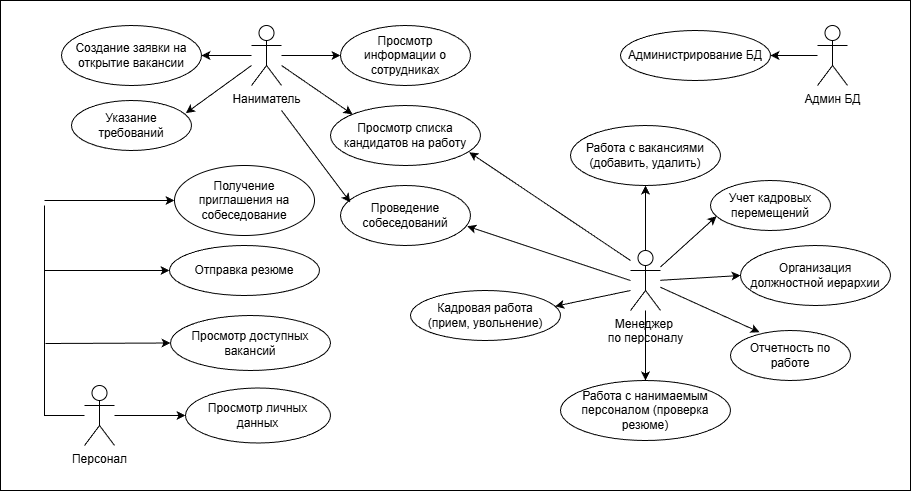 Создание заявки на
открытие вакансии
Наниматель
Просмотр
информации о
сотрудниках
Администрирование БД
Админ БД
Указание
требований
Просмотр списка
кандидатов на работу
Работа с вакансиями
(добавить, удалить)
Получение
приглашения на
собеседование
Проведение
собеседований
Учет кадровых
перемещений
Отправка резюме
Организация
должностной иерархии
Кадровая работа
(прием, увольнение)
Менеджер
по персоналу
Просмотр доступных
вакансий
Отчетность по
работе
Просмотр личных
данных
Работа с нанимаемым
персоналом (проверка
резюме)
Персонал